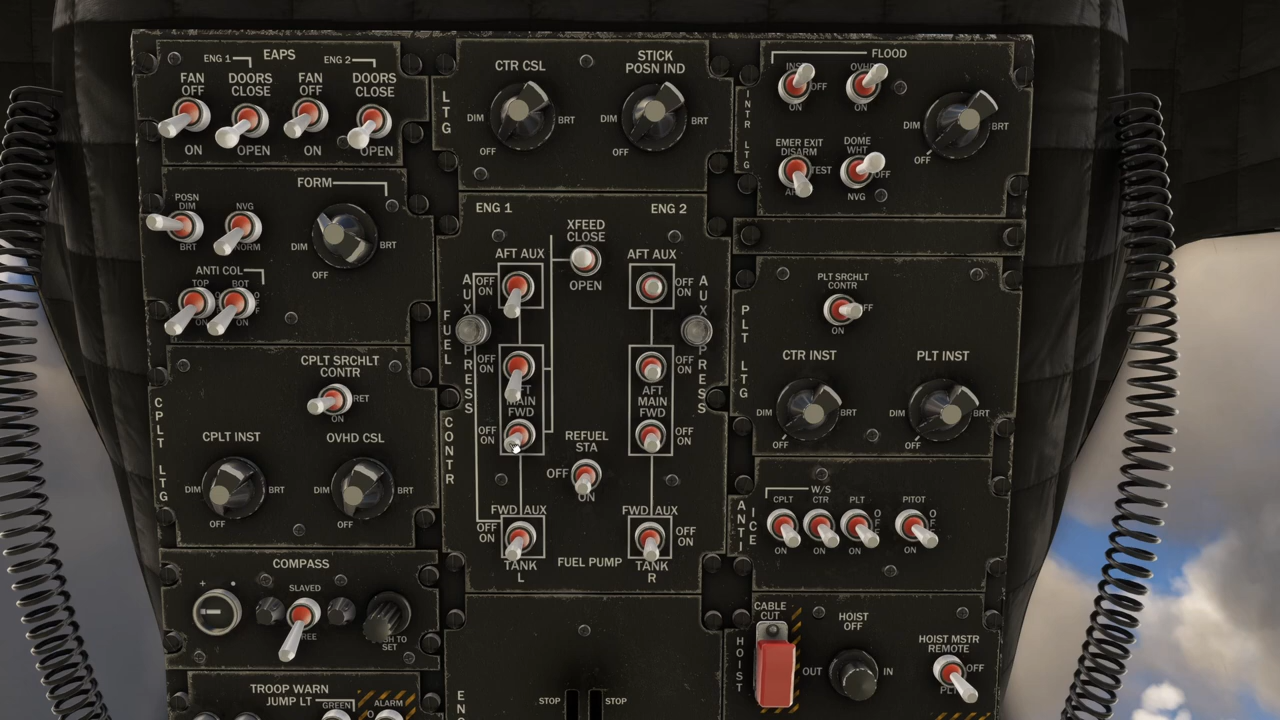 EAPS
ENG 1
ENG 2
FAN OFF
DOORS CLOSE
FAN OFF
DOORS CLOSE
ON
OPEN
ON
OPEN
FORM
POSN
DIM
BRT
NVG
NORM
DIM
BRT
OFF
ANTI COL
TOP
BOT
ON
ON
CPLT LTG
CPLT SRCHLT
CONTR
RET
ON
CPLT INST
OVHD CSL
DIM
BRT
DIM
BRT
OFF
OFF
COMPASS
+
SLAVED
SET
TROOP WARN
JUMP LT
GREEN
ALARM
LTG
CTR CSL
STICK
POSN IND
DIM
BRT
DIM
BRT
OFF
OFF
FUEL CONTR
ENG 1
ENG 2
XFEED
CLOSE
OPEN
AFT AUX
AFT AUX
OFF
ON
OFF
ON
AUX PRESS
AUX PRESS
OFF
ON
OFF
ON
AFT
MAIN
FWD
AFT
MAIN
FWD
OFF
ON
OFF
ON
REFUEL
STA
OFF
ON
FWD AUX
FWD AUX
OFF
ON
OFF
ON
TANK
L
FUEL PUMP
TANK
R
STOP
STOP
INTR LTG
FLOOD
OFF
ON
ON
DIM
BRT
OFF
EMER EXIT
DISARM
TEST
DOME
WHT
OFF
NVG
PLT LTG
PLT SRCHLT
CONTR
OFF
ON
CTR INST
PLT INST
DIM
BRT
DIM
BRT
OFF
OFF
ANTI ICE
W/S
CPLT
CTR
PLT
PITOT
ON
ON
ON
ON
HOIST
CABLE
CUT
HOIST
OFF
OUT
IN
HOIST MSTR
REMOTE
OFF